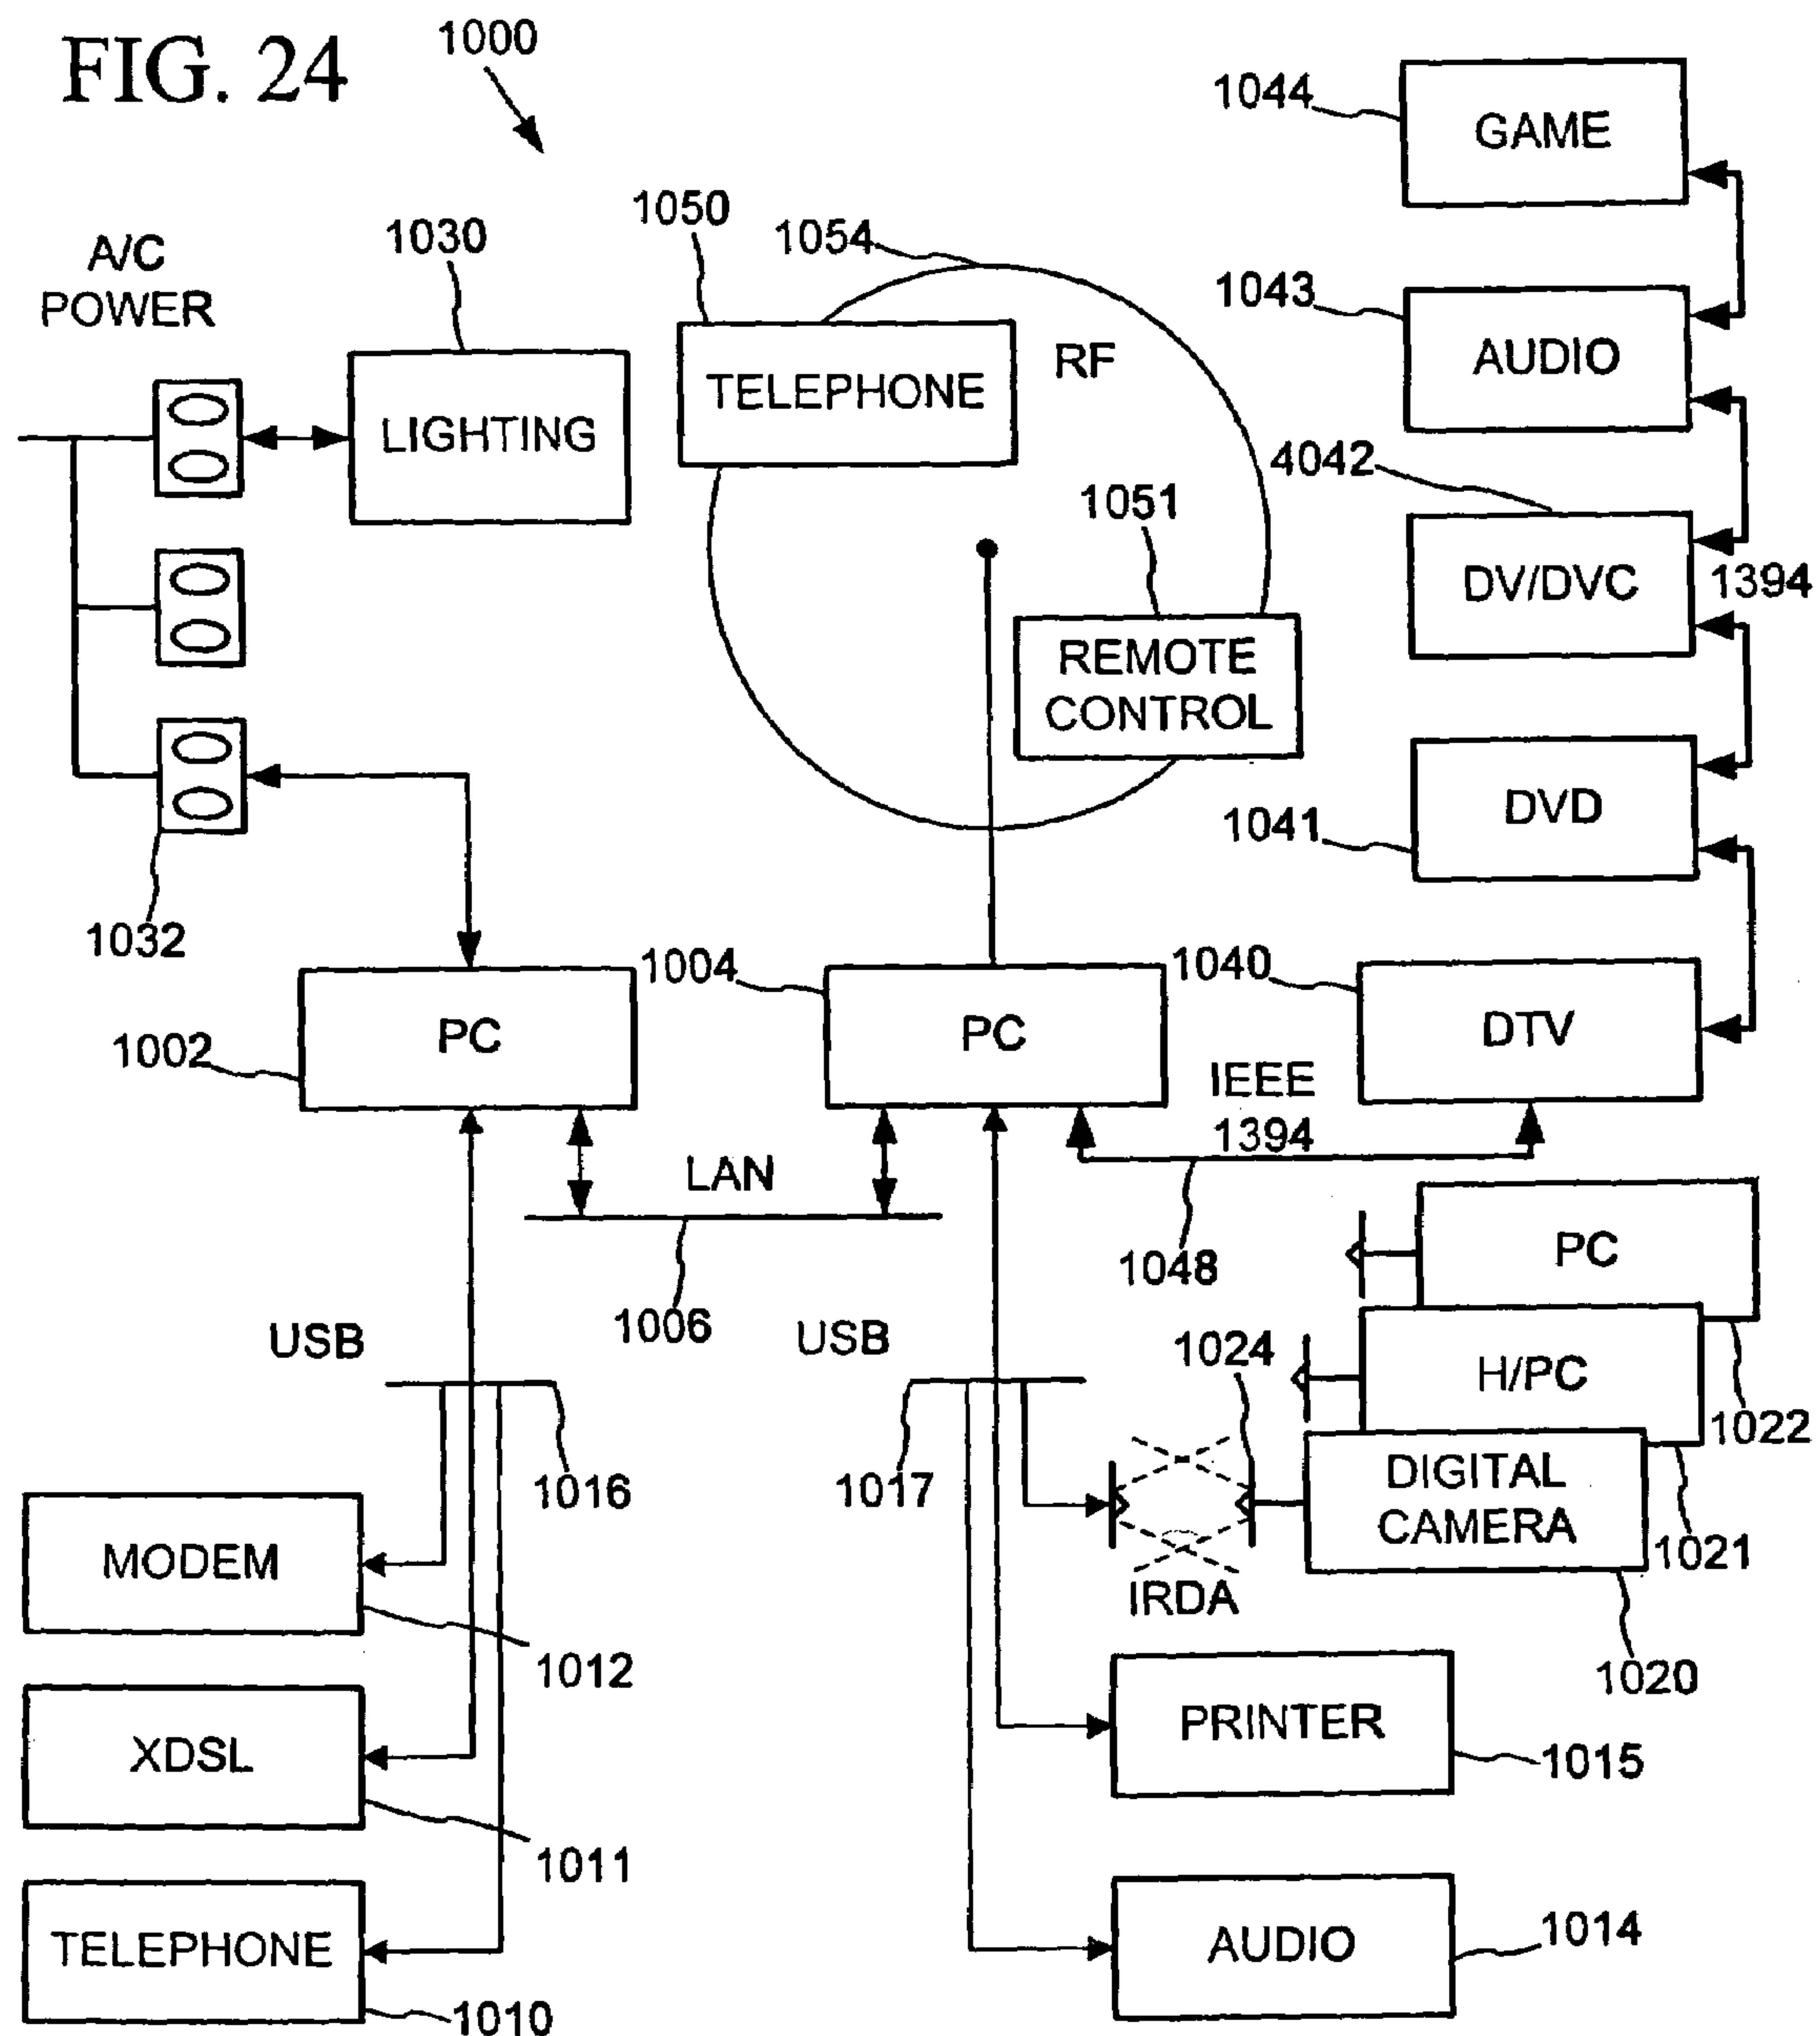 FIG. 24
1000
1044
GAME
A/C
POWER
1030
LIGHTING
1050
1054
TELEPHONE
RF
1043
AUDIO
4042
1051
DV/DVC
1394
REMOTE
CONTROL
1032
1041
DVD
1002
PC
1004
PC
1040
DTV
IEEE
1394
LAN
1006
1048
PC
1022
H/PC
1021
USB
USB
1024
1016
1017
DIGITAL
CAMERA
1020
IRDA
MODEM
1012
XDSL
1011
TELEPHONE
1010
PRINTER
1015
AUDIO
1014